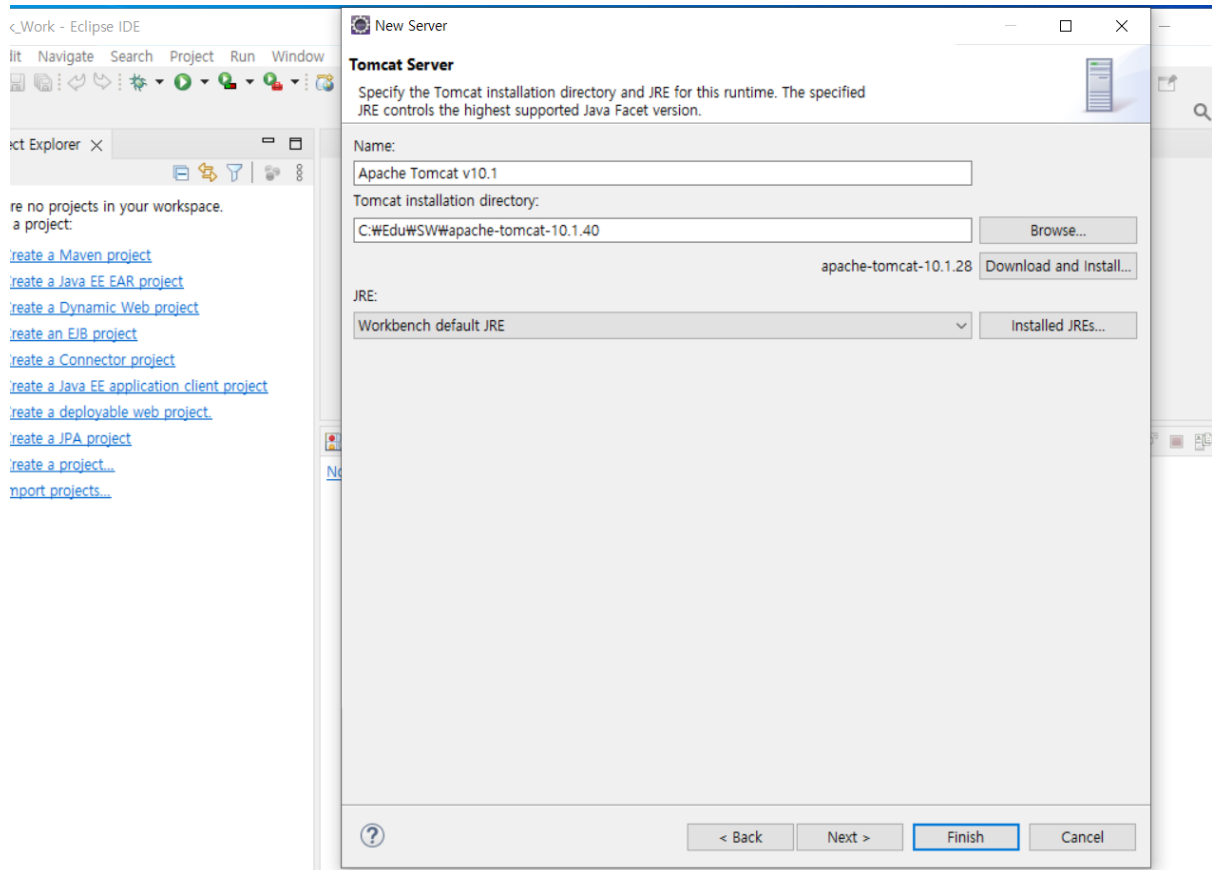 k_Work - Eclipse IDE
dit Navigate Search Project Run Window
ect Explorer
re no projects in your workspace.
a project:
reate a Maven project
reate a Java EE EAR project
reate a Dynamic Web project
reate an EJB project
reate a Connector project
reate a Java EE application client project
reate a deployable web project.
reate a JPA project
reate a project...
mport projects...
No
New Server
Tomcat Server
Specify the Tomcat installation directory and JRE for this runtime. The specified
JRE controls the highest supported Java Facet version.
Name:
Apache Tomcat v10.1
Tomcat installation directory:
C:₩Edu₩SW₩apache-tomcat-10.1.40
Browse...
apache-tomcat-10.1.28 Download and Install...
JRE:
Workbench default JRE
Installed JREs...
< Back Next > Finish Cancel